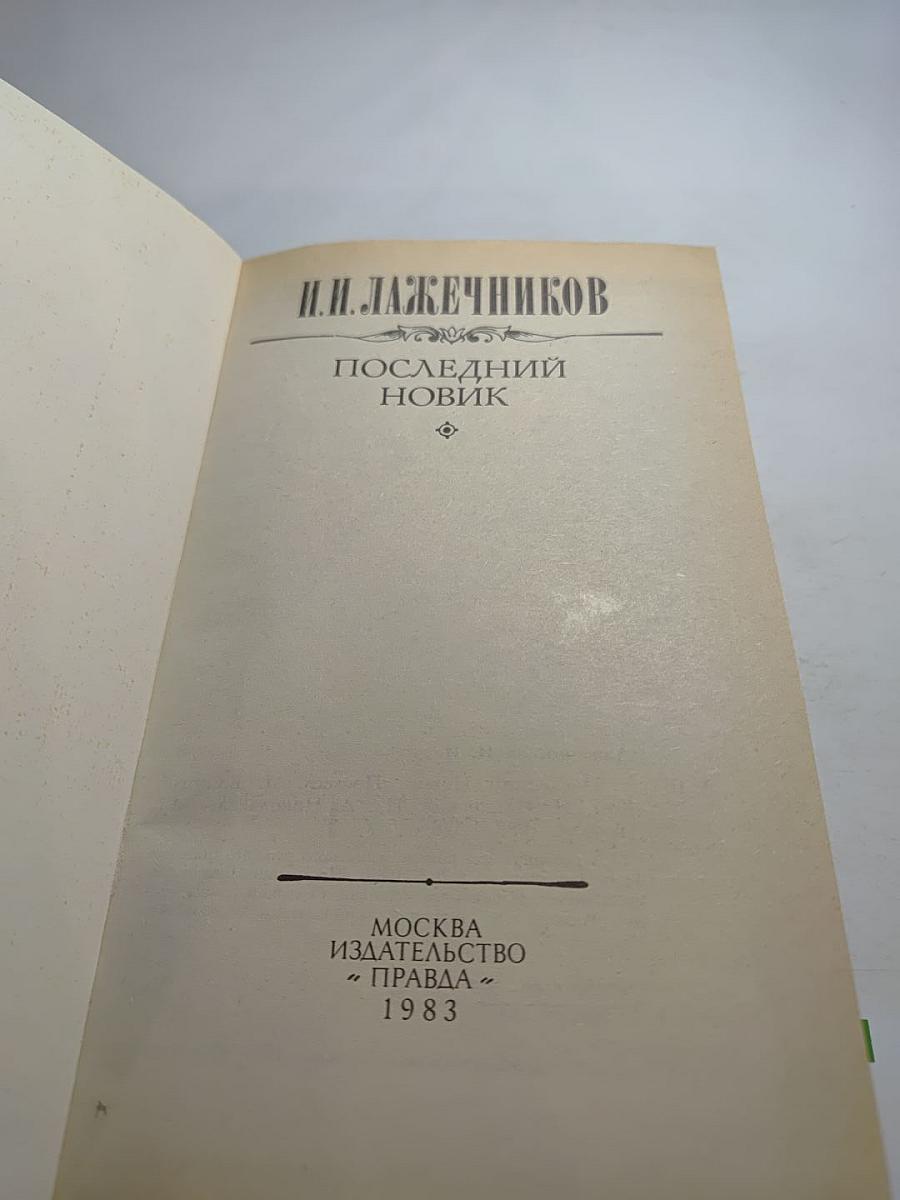 И. И. ЛАЖЕЧНИКОВ
ПОСЛЕДНИЙ
НОВИК
МОСКВА
ИЗДАТЕЛЬСТВО
„ ПРАВДА “
1983